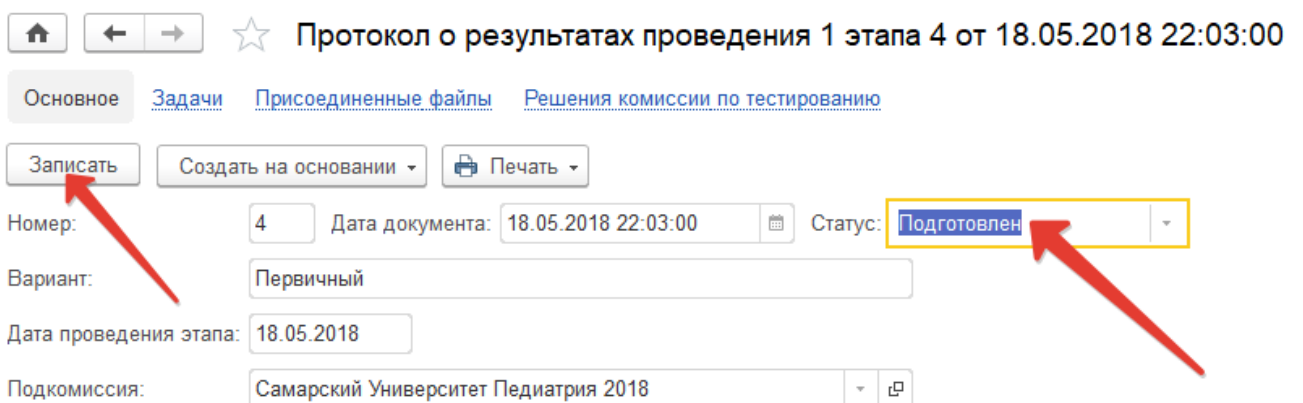 Протокол о результатах проведения 1 этапа 4 от 18.05.2018 22:03:00
Основное Задачи Присоединенные файлы Решения комиссии по тестированию
Записать Создать на основании Печать
Номер: 4 Дата документа: 18.05.2018 22:03:00 Статус: Подготовлен
Вариант: Первичный
Дата проведения этапа: 18.05.2018
Подкомиссия: Самарский Университет Педиатрия 2018